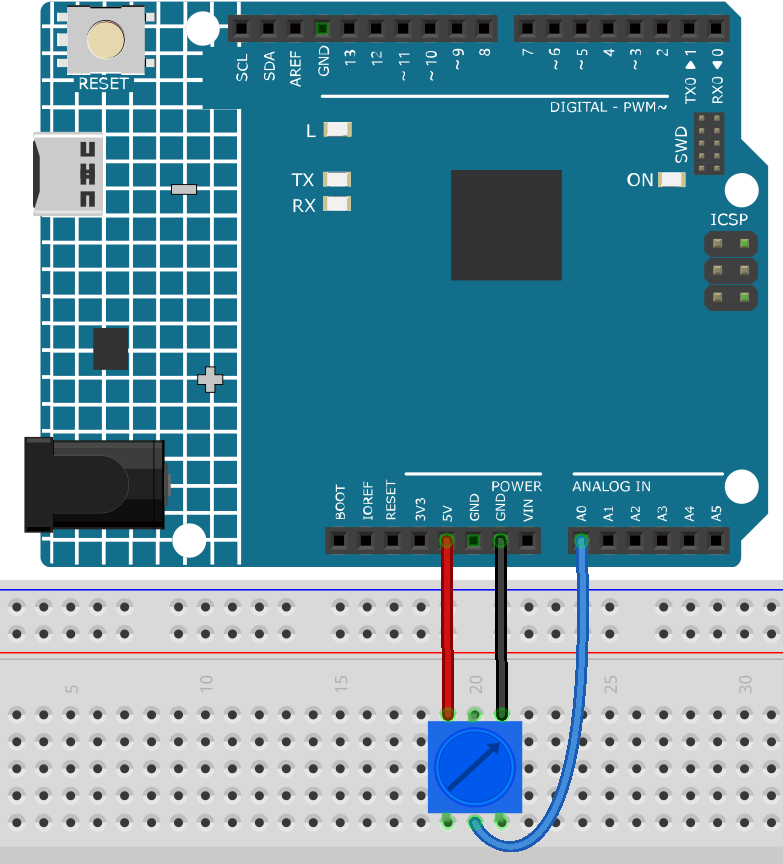 RESET
SCL
SDA
AREF
GND
13
12
~11
~10
~9
8
7
~6
~5
4
~3
2
TX0 ▶ 1
RX0 ◀ 0
DIGITAL - PWM~
L
TX
RX
ON
SWD
ICSP
POWER
ANALOG IN
BOOT
IOREF
RESET
3V3
5V
GND
GND
VIN
A0
A1
A2
A3
A4
A5
5
10
15
20
25
30